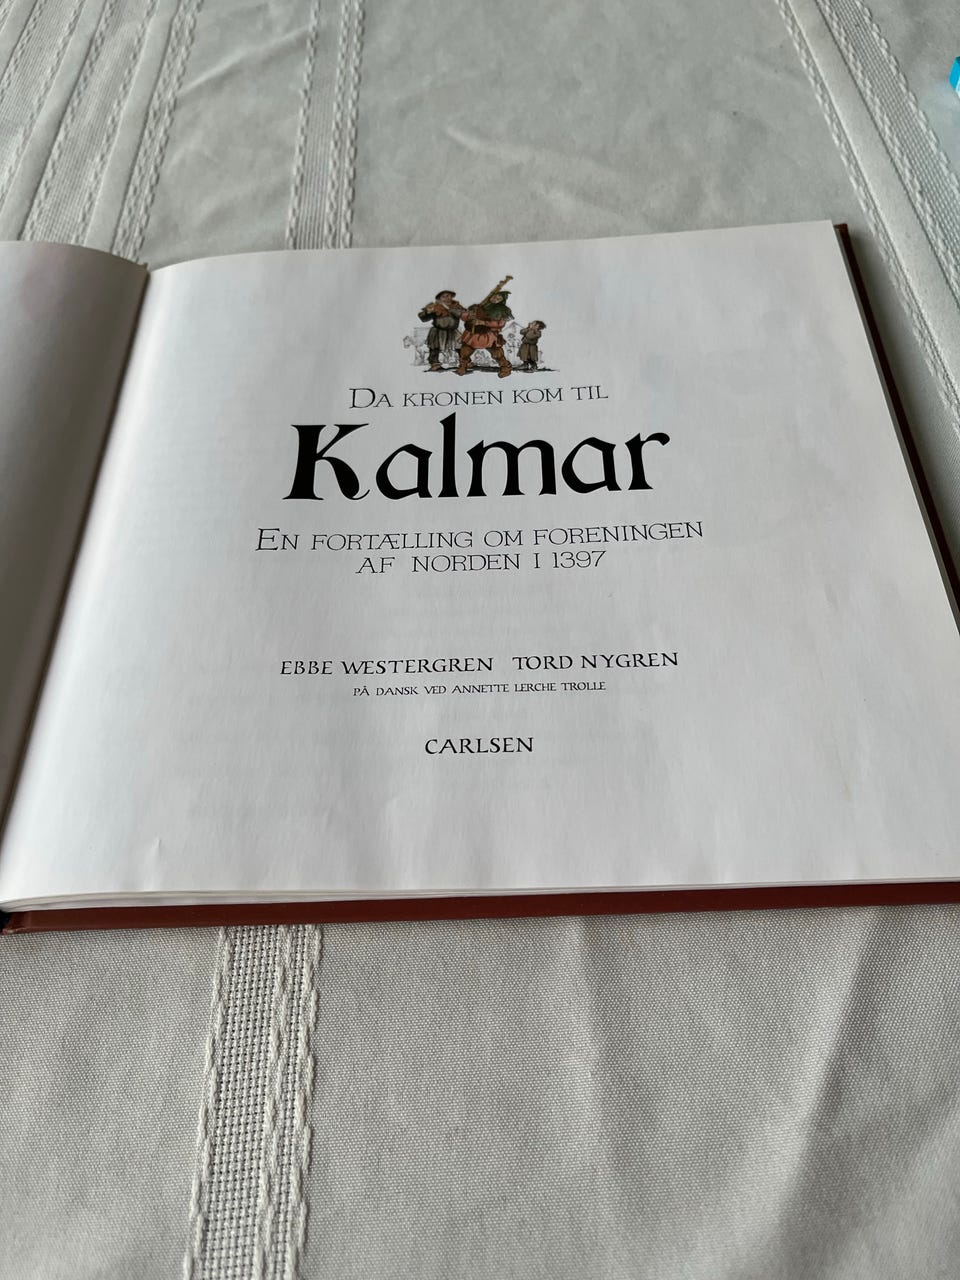 DA KRONEN KOM TIL
Kalmar
EN FORTÆLLING OM FORENINGEN
AF NORDEN I 1397
EBBE WESTERGREN TORD NYGREN
PÅ DANSK VED ANNETTE LERCHE TROLLE
CARLSEN